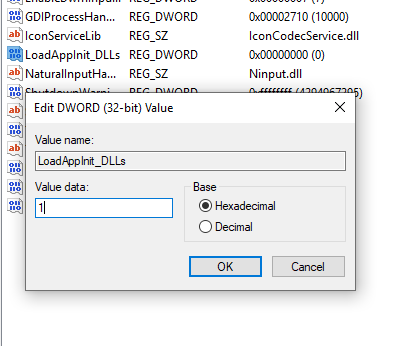 GDIProcessHan... REG_DWORD 0x00002710 (10000)
IconServiceLib REG_SZ IconCodecService.dll
LoadAppInit_DLLs REG_DWORD 0x00000000 (0)
NaturalInputHa... REG_SZ Ninput.dll
Edit DWORD (32-bit) Value
Value name:
LoadAppInit_DLLs
Value data:
1
Base
Hexadecimal
Decimal
OK
Cancel